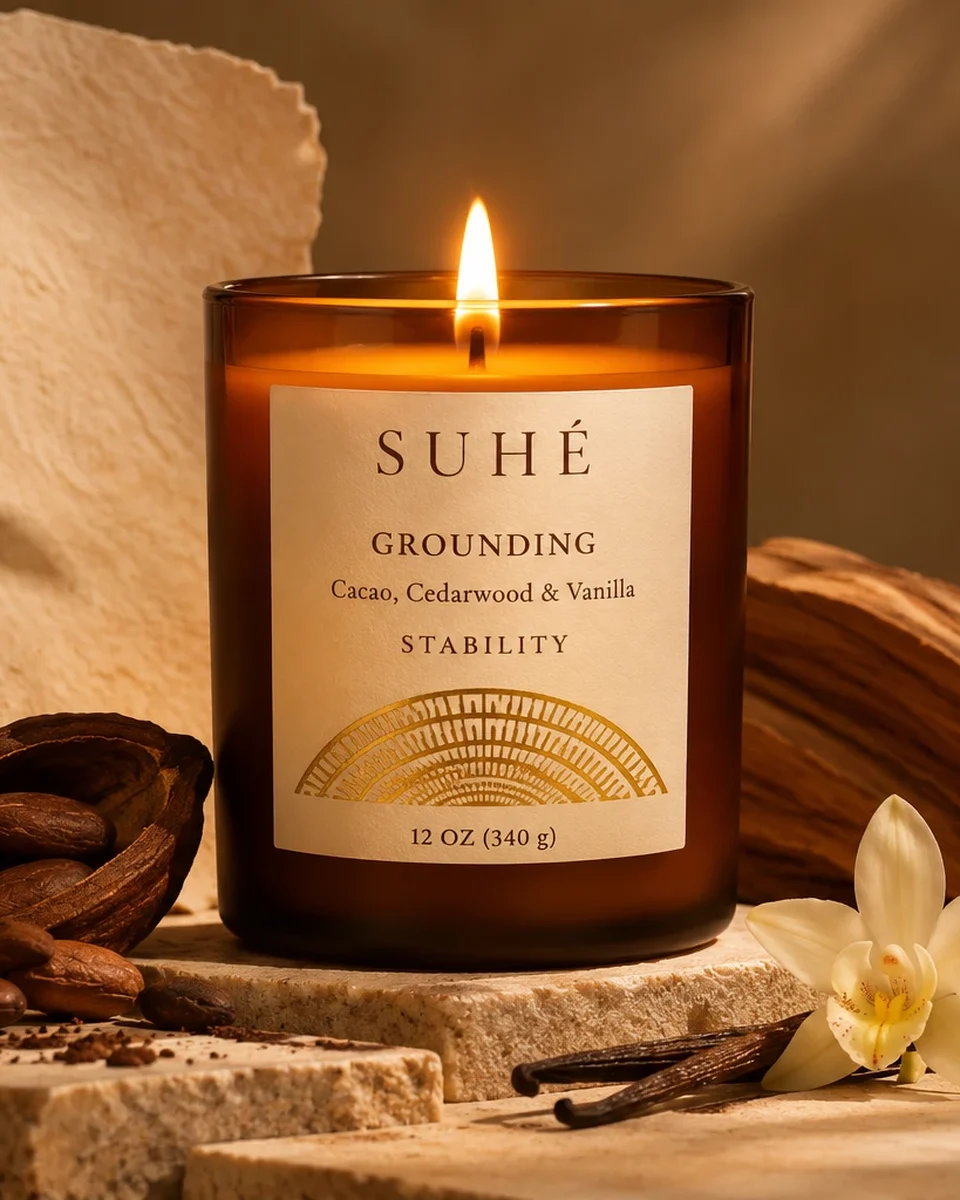 SUHÉ
GROUNDING
Cacao, Cedarwood & Vanilla
STABILITY
12 OZ (340 g)